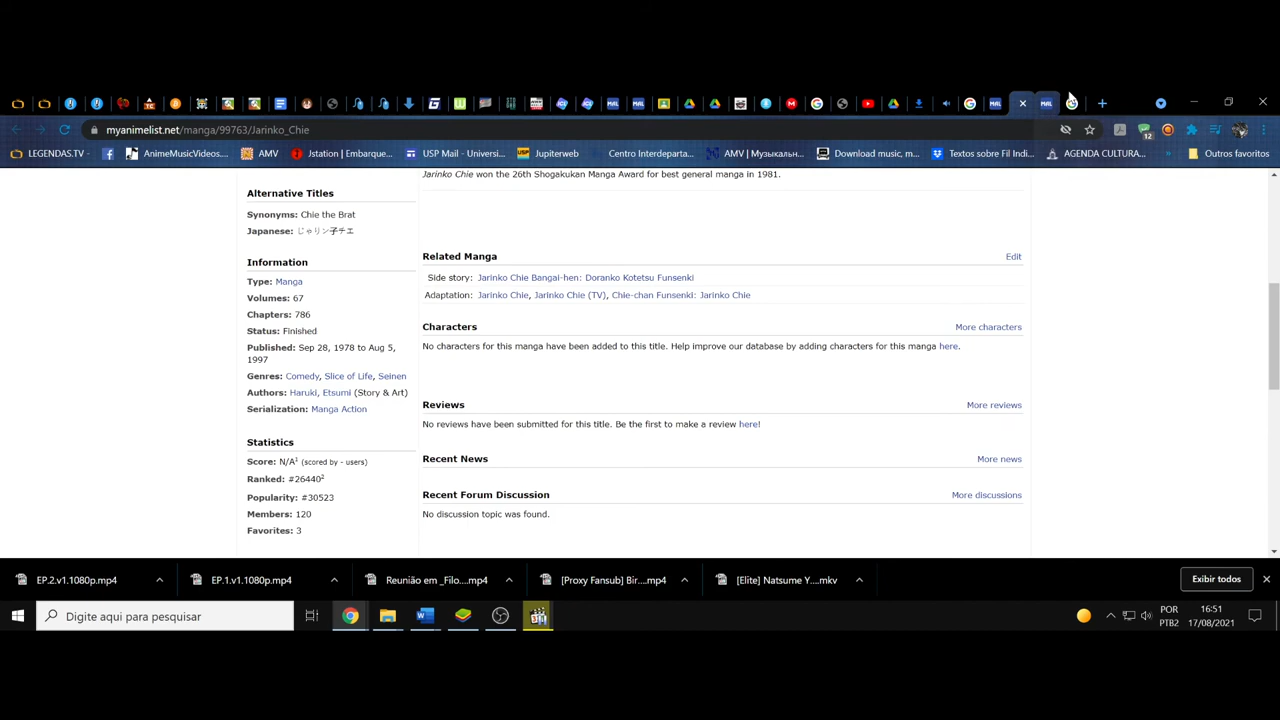 myanimelist.net/manga/99763/Jarinko_Chie
12
LEGENDAS.TV -
AnimeMusicVideos...
AMV
Jstation | Embarque...
USP Mail - Universi...
Jupiterweb
Centro Interdeparta...
AMV | Музыкальн...
Download music, m...
Textos sobre Fil Indi...
AGENDA CULTURA...
»
Outros favoritos
Jarinko Chie won the 26th Shogakukan Manga Award for best general manga in 1981.
Alternative Titles
Synonyms: Chie the Brat
Japanese: じゃリン子チエ
Information
Type: Manga
Volumes: 67
Chapters: 786
Status: Finished
Published: Sep 28, 1978 to Aug 5,
1997
Genres: Comedy, Slice of Life, Seinen
Authors: Haruki, Etsumi (Story & Art)
Serialization: Manga Action
Statistics
Score: N/A1 (scored by - users)
Ranked: #264402
Popularity: #30523
Members: 120
Favorites: 3
Related Manga
Edit
Side story: Jarinko Chie Bangai-hen: Doranko Kotetsu Funsenki
Adaptation: Jarinko Chie, Jarinko Chie (TV), Chie-chan Funsenki: Jarinko Chie
Characters
More characters
No characters for this manga have been added to this title. Help improve our database by adding characters for this manga here.
Reviews
More reviews
No reviews have been submitted for this title. Be the first to make a review here!
Recent News
More news
Recent Forum Discussion
More discussions
No discussion topic was found.
EP.2.v1.1080p.mp4
EP.1.v1.1080p.mp4
Reunião em _Filo....mp4
[Proxy Fansub] Bir....mp4
[Elite] Natsume Y....mkv
Exibir todos
Digite aqui para pesquisar
POR
PTB2
16:51
17/08/2021